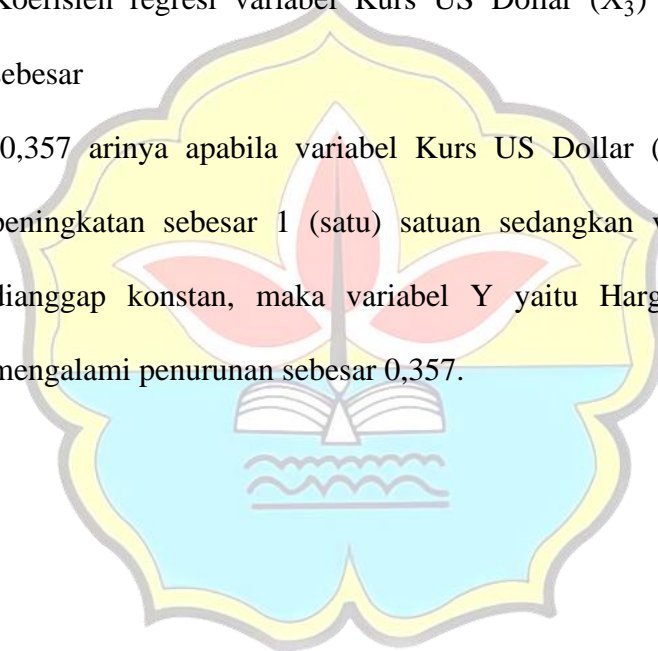 Koefisien regresi variabel Kurs US Dollar (X3)
sebesar
0,357 arinya apabila variabel Kurs US Dollar (
peningkatan sebesar 1 (satu) satuan sedangkan
dianggap konstan, maka variabel Y yaitu Harg
mengalami penurunan sebesar 0,357.